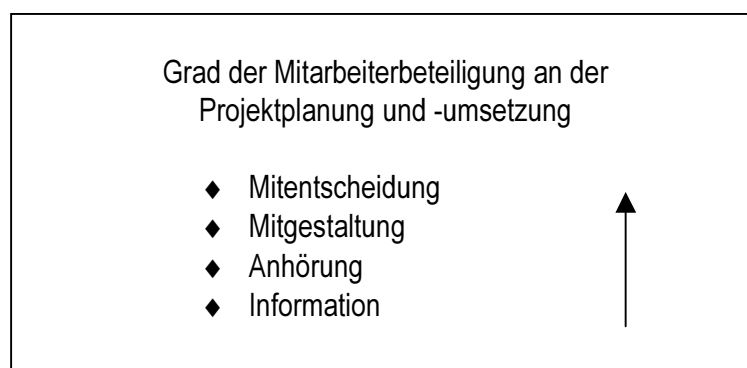 Grad der Mitarbeiterbeteiligung an der
Projektplanung und -umsetzung
♦ Mitentscheidung
♦ Mitgestaltung
♦ Anhörung
♦ Information